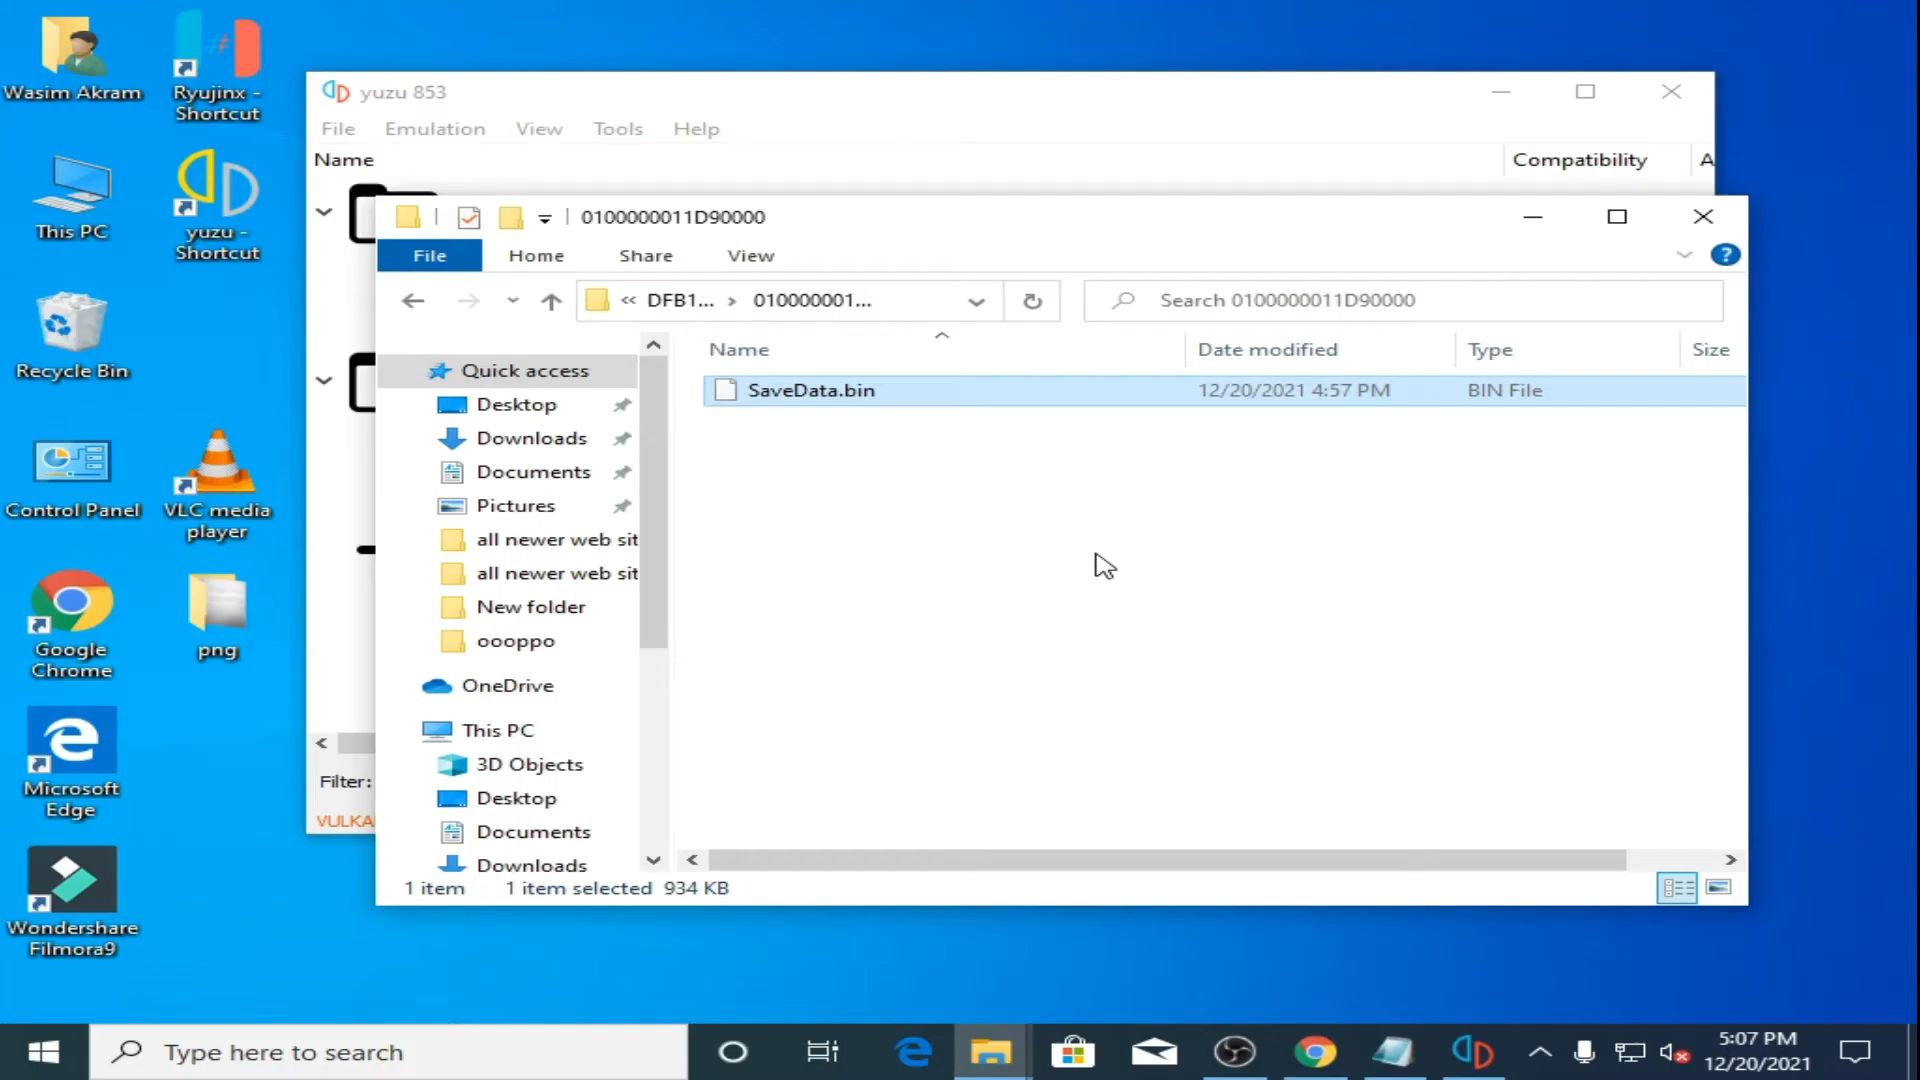 Wasim Akram
Ryujinx -
Shortcut
This PC
yuzu -
Shortcut
Recycle Bin
Control Panel
VLC media
player
Google
Chrome
png
Microsoft
Edge
Wondershare
Filmora9
yuzu 853
File Emulation View Tools Help
Name Compatibility A
Filter:
VULKA
0100000011D90000
File Home Share View
« DFB1... › 010000001... Search 0100000011D90000
Name Date modified Type Size
SaveData.bin 12/20/2021 4:57 PM BIN File
Quick access
Desktop
Downloads
Documents
Pictures
all newer web sit
all newer web sit
New folder
oooppo
OneDrive
This PC
3D Objects
Desktop
Documents
Downloads
1 item 1 item selected 934 KB
Type here to search
5:07 PM
12/20/2021